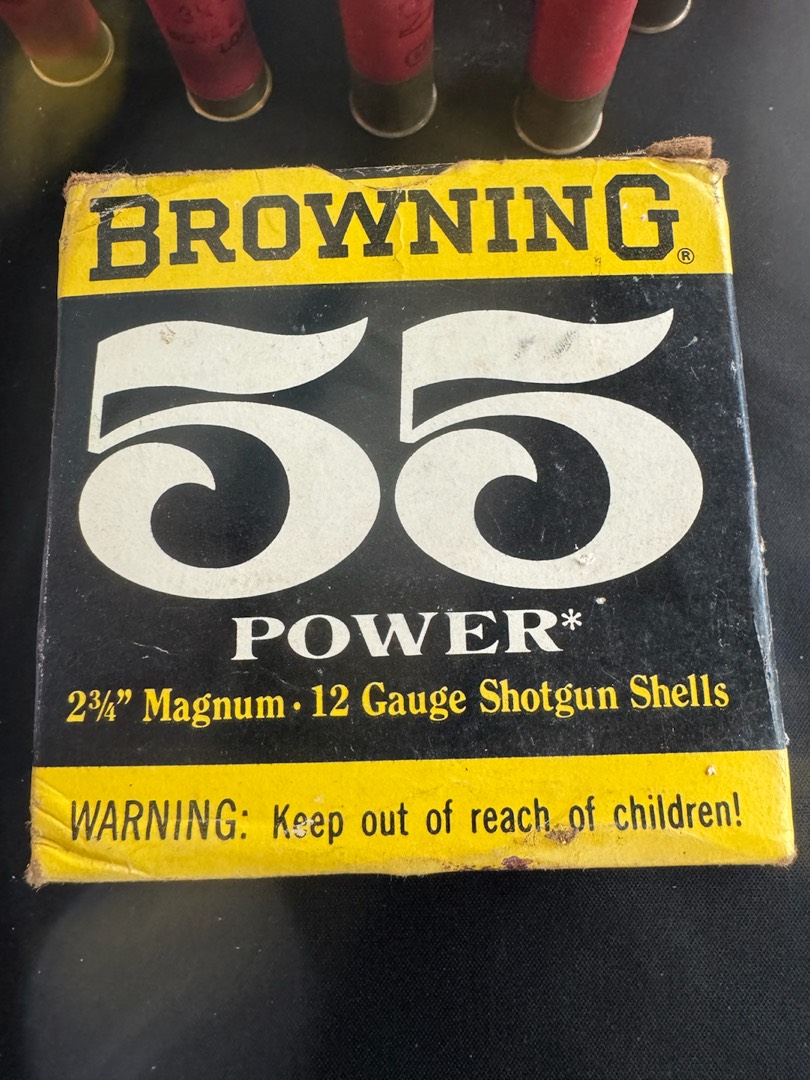 BROWNING®
55
POWER*
2¾” Magnum · 12 Gauge Shotgun Shells
WARNING: Keep out of reach of children!